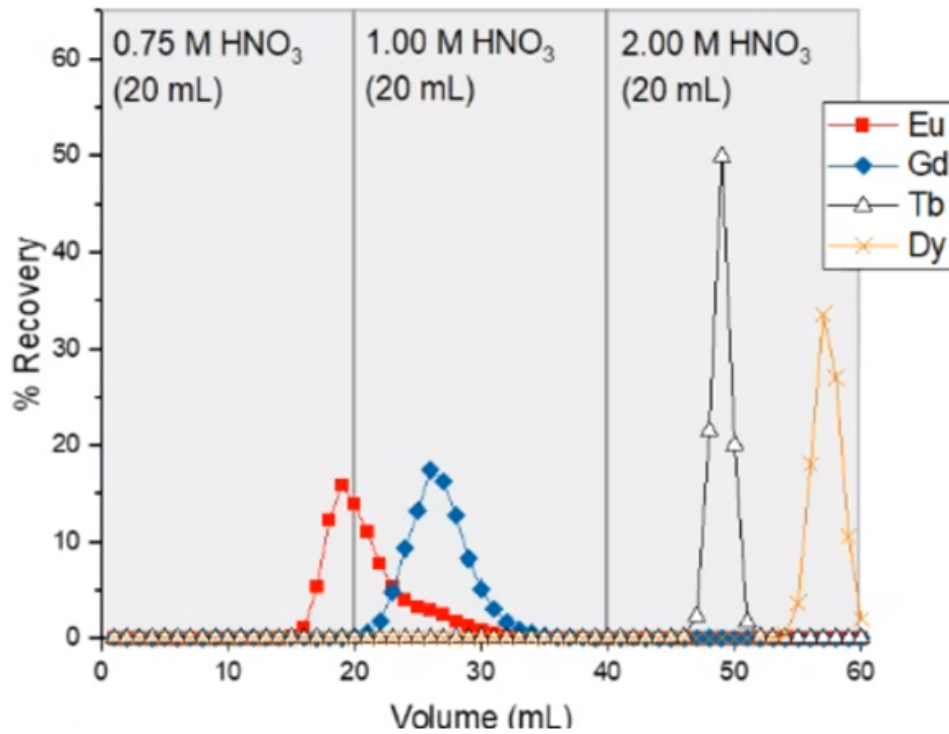 0.75 M HNO₃
(20 mL)
1.00 M HNO₃
(20 mL)
2.00 M HNO₃
(20 mL)
Eu
Gd
Tb
Dy
% Recovery
60
50
40
30
20
10
0
0 10 20 30 40 50 60
Volume (mL)